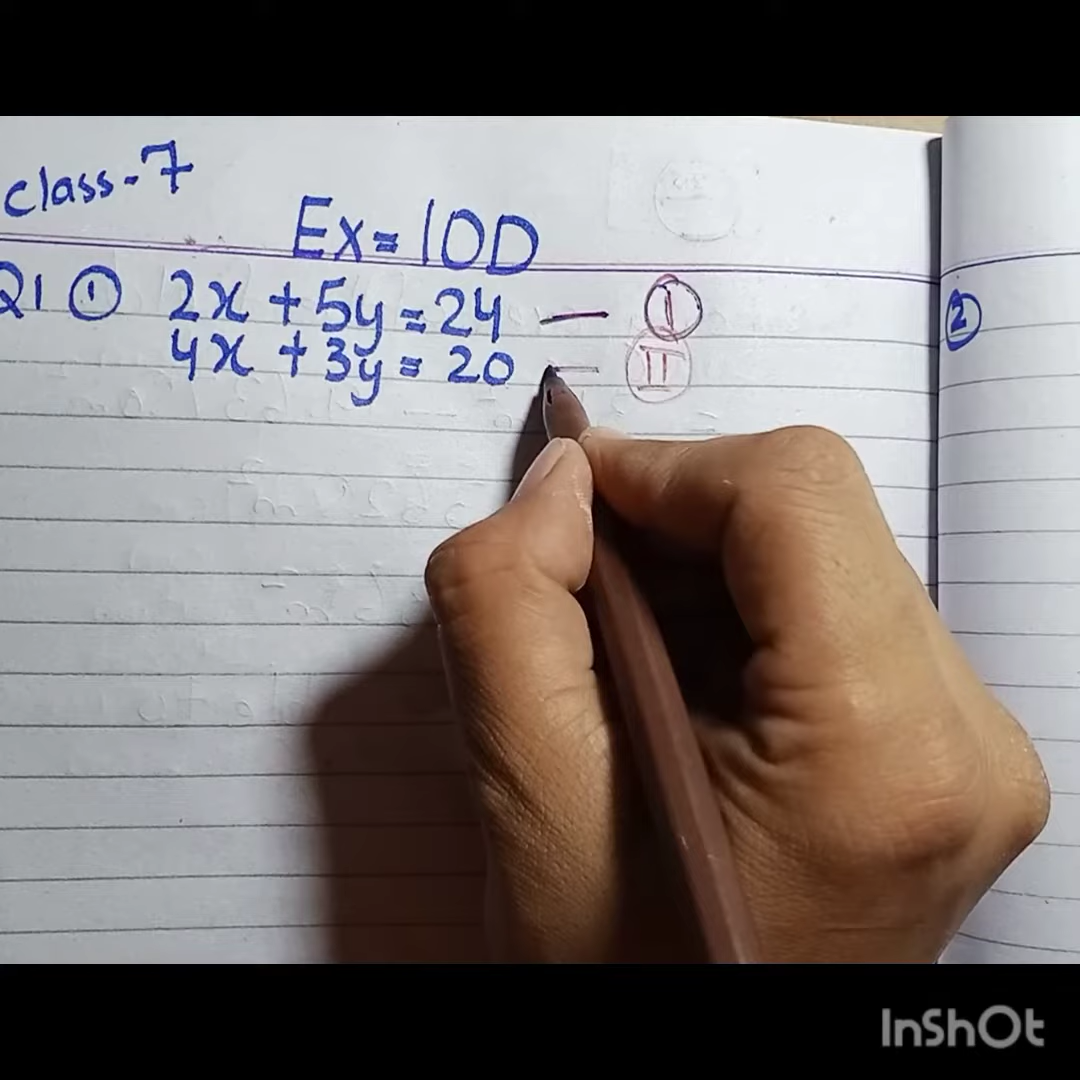 class-7
Ex = 10D
Q1 ① 2x + 5y = 24 — Ⓘ
4x + 3y = 20 — II
②
InShOt